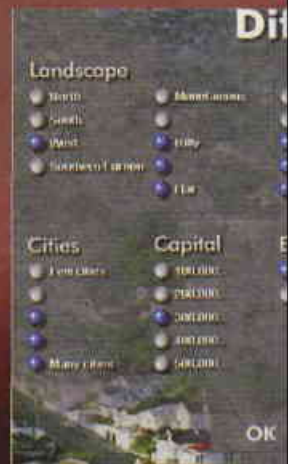 Dif
Landscape
North
Mountainous
South
West
Hilly
Southern Europe
Flat
Cities
Capital
Few cities
100.000
200.000
300.000
400.000
Many cities
500.000
OK